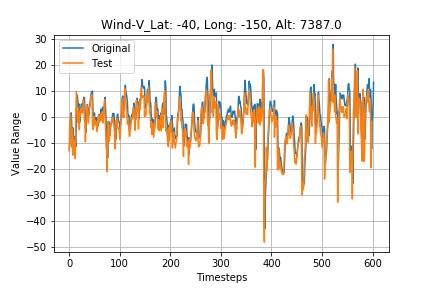 Wind-V_Lat: -40, Long: -150, Alt: 7387.0
Original
Test
Value Range
30
20
10
0
−10
−20
−30
−40
−50
0 100 200 300 400 500 600
Timesteps